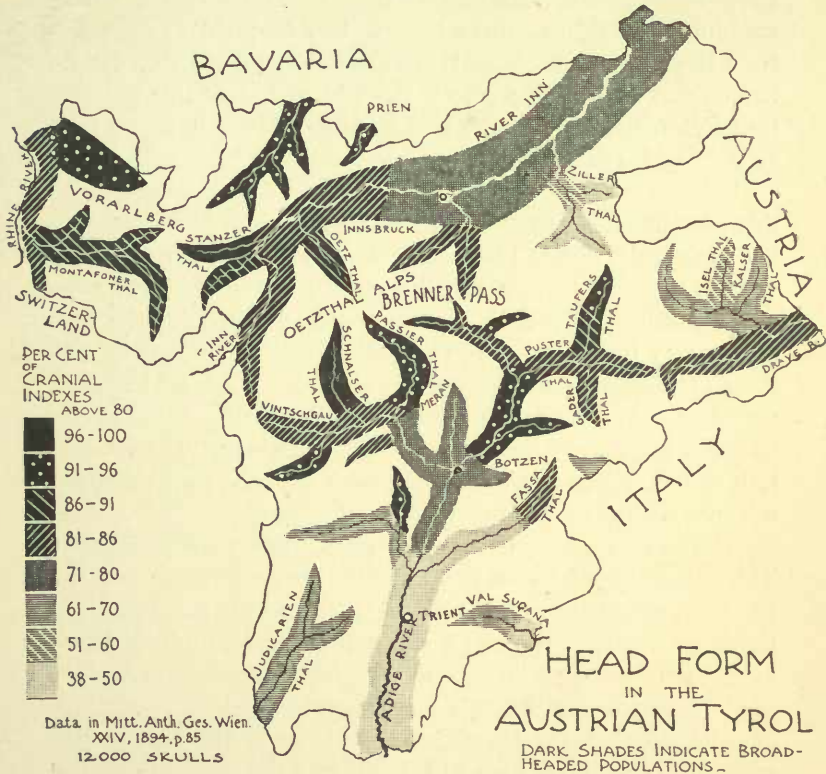 BAVARIA
PRIEN
RIVER INN
AUSTRIA
RHINE RIVER
VORARLBERG
STANZER
THAL
OETZ THAL
INNSBRUCK
ZILLER
THAL
MONTAFONER
THAL
SWITZER-
LAND
INN
RIVER
OETZTHAL ALPS
BRENNER PASS
ISEL THAL
KALSER
THAL
TAUFERS
THAL
PUSTER
THAL
GADER
THAL
DRAVE R.
SCHNALSER
THAL
PASSIER
THAL
MERAN
VINTSCHGAU
BOTZEN
FASSA
THAL
ITALY
PER CENT
OF
CRANIAL
INDEXES
ABOVE 80
96-100
91-96
86-91
81-86
71-80
61-70
51-60
38-50
JUDICARIEN
THAL
ADIGE RIVER
TRIENT
VAL SUGANA
Data in Mitt. Anth. Ges. Wien.
XXIV, 1894, p.85
12000 SKULLS
HEAD FORM
IN THE
AUSTRIAN TYROL
DARK SHADES INDICATE BROAD-
HEADED POPULATIONS_